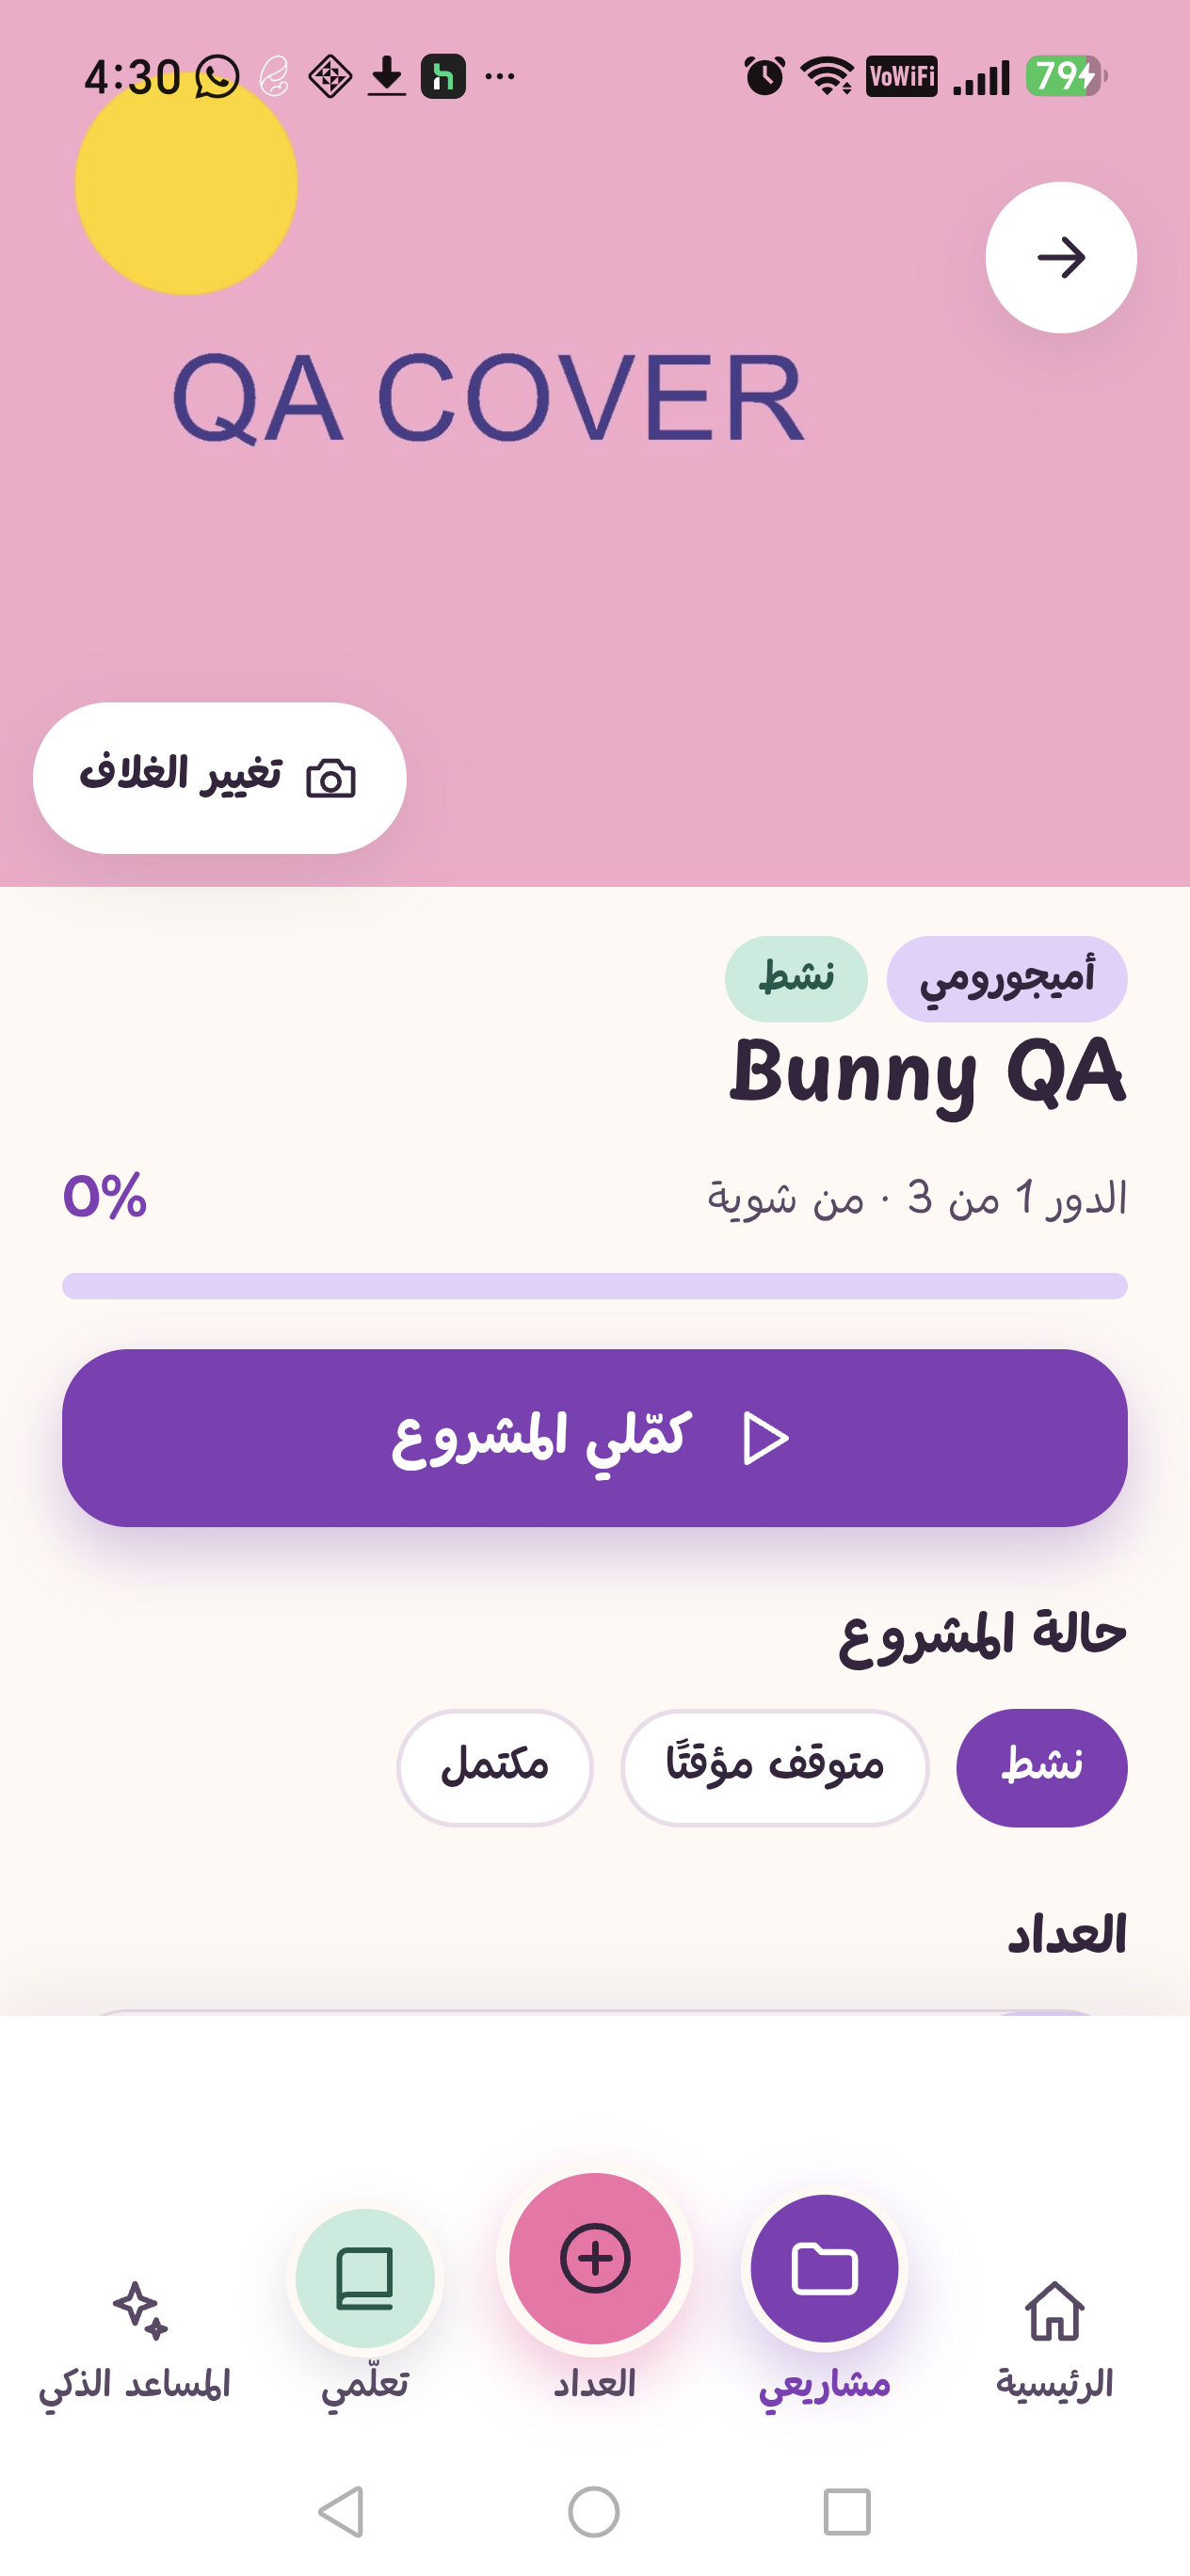 4:30
VoWiFi
79
QA COVER
تغيير الغلاف
أميجورومي
نشط
Bunny QA
الدور 1 من 3 · من شوية
0%
كمّلي المشروع
حالة المشروع
نشط
متوقف مؤقتًا
مكتمل
العداد
الرئيسية
مشاريعي
العداد
تعلّمي
المساعد الذكي